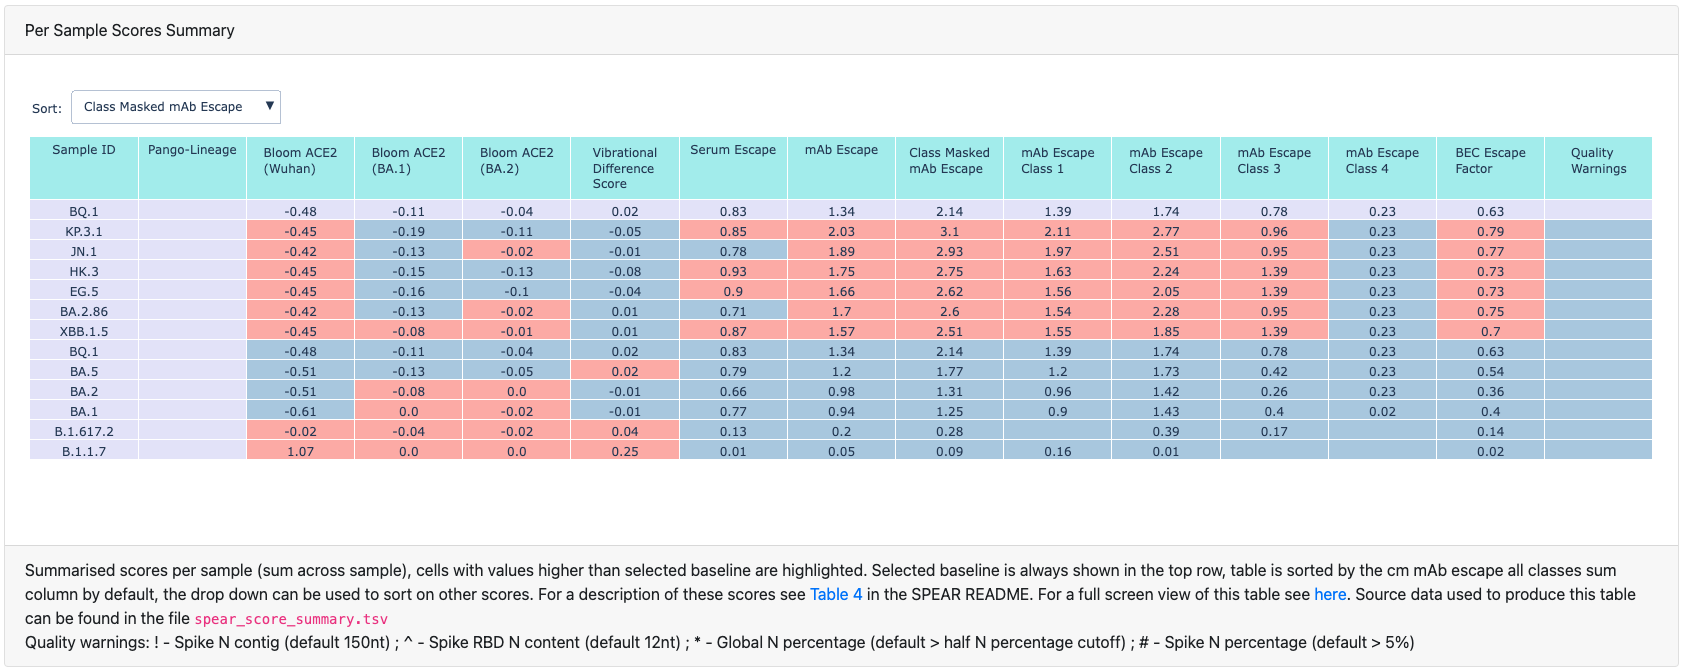 Per Sample Scores Summary
Sort: Class Masked mAb Escape ▼
Sample ID Pango-Lineage Bloom ACE2 (Wuhan) Bloom ACE2 (BA.1) Bloom ACE2 (BA.2) Vibrational Difference Score Serum Escape mAb Escape Class Masked mAb Escape mAb Escape Class 1 mAb Escape Class 2 mAb Escape Class 3 mAb Escape Class 4 BEC Escape Factor Quality Warnings
BQ.1 -0.48 -0.11 -0.04 0.02 0.83 1.34 2.14 1.39 1.74 0.78 0.23 0.63
KP.3.1 -0.45 -0.19 -0.11 -0.05 0.85 2.03 3.1 2.11 2.77 0.96 0.23 0.79
JN.1 -0.42 -0.13 -0.02 -0.01 0.78 1.89 2.93 1.97 2.51 0.95 0.23 0.77
HK.3 -0.45 -0.15 -0.13 -0.08 0.93 1.75 2.75 1.63 2.24 1.39 0.23 0.73
EG.5 -0.45 -0.16 -0.1 -0.04 0.9 1.66 2.62 1.56 2.05 1.39 0.23 0.73
BA.2.86 -0.42 -0.13 -0.02 0.01 0.71 1.7 2.6 1.54 2.28 0.95 0.23 0.75
XBB.1.5 -0.45 -0.08 -0.01 0.01 0.87 1.57 2.51 1.55 1.85 1.39 0.23 0.7
BQ.1 -0.48 -0.11 -0.04 0.02 0.83 1.34 2.14 1.39 1.74 0.78 0.23 0.63
BA.5 -0.51 -0.13 -0.05 0.02 0.79 1.2 1.77 1.2 1.73 0.42 0.23 0.54
BA.2 -0.51 -0.08 0.0 -0.01 0.66 0.98 1.31 0.96 1.42 0.26 0.23 0.36
BA.1 -0.61 0.0 -0.02 -0.01 0.77 0.94 1.25 0.9 1.43 0.4 0.02 0.4
B.1.617.2 -0.02 -0.04 -0.02 0.04 0.13 0.2 0.28 0.39 0.17 0.14
B.1.1.7 1.07 0.0 0.0 0.25 0.01 0.05 0.09 0.16 0.01 0.02
Summarised scores per sample (sum across sample), cells with values higher than selected baseline are highlighted. Selected baseline is always shown in the top row, table is sorted by the cm mAb escape all classes sum
column by default, the drop down can be used to sort on other scores. For a description of these scores see Table 4 in the SPEAR README. For a full screen view of this table see here. Source data used to produce this table
can be found in the file spear_score_summary.tsv
Quality warnings: ! - Spike N contig (default 150nt) ; ^ - Spike RBD N content (default 12nt) ; * - Global N percentage (default > half N percentage cutoff) ; # - Spike N percentage (default > 5%)